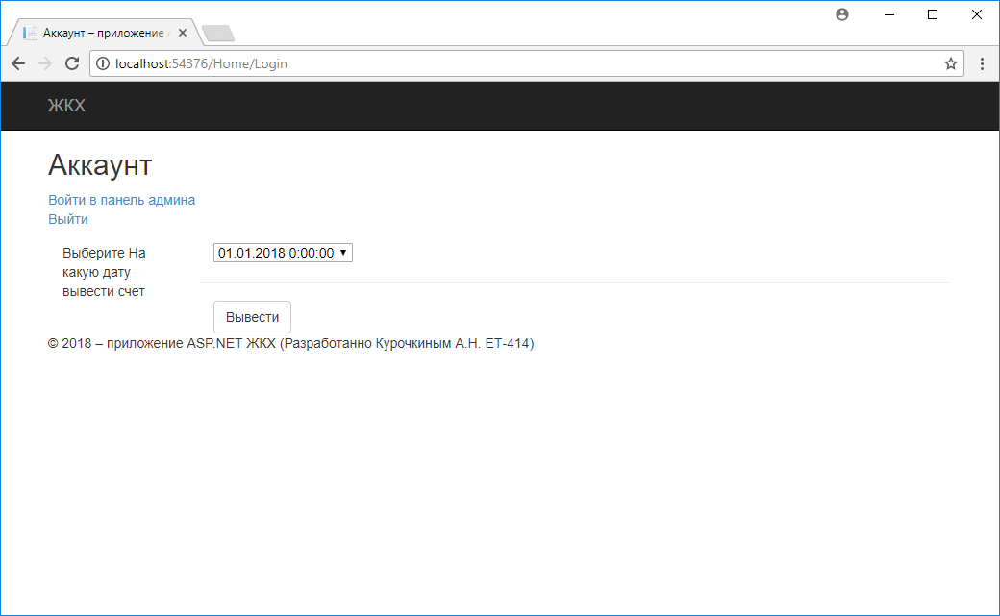 Аккаунт – приложение
localhost:54376/Home/Login
ЖКХ
Аккаунт
Войти в панель админа
Выйти
Выберите На
какую дату
вывести счет
01.01.2018 0:00:00
Вывести
© 2018 – приложение ASP.NET ЖКХ (Разработанно Курочкиным А.Н. ЕТ-414)